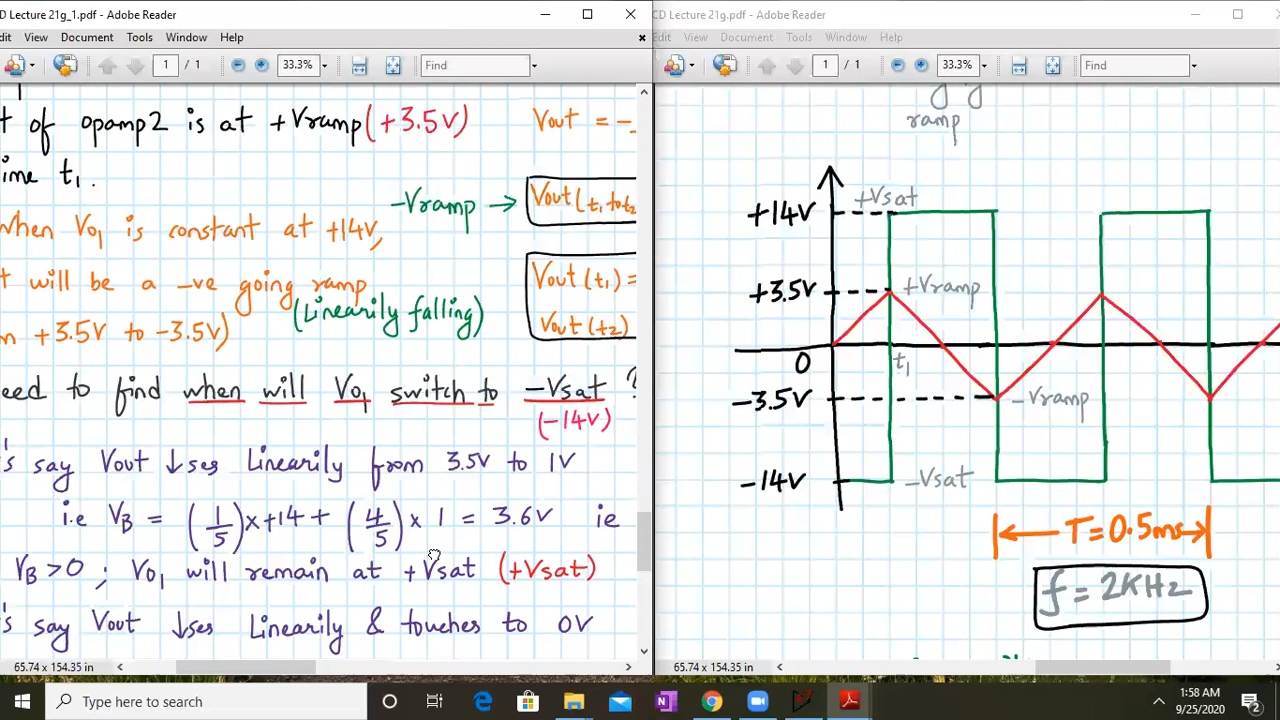 CD Lecture 21g_1.pdf - Adobe Reader
Edit View Document Tools Window Help
1 / 1 33.3% Find
t of opamp2 is at +Vramp (+3.5V)
ime t1.
When Vo1 is constant at +14V,
t will be a -ve going ramp
(Linearily falling)
m +3.5V to -3.5V)
need to find when will Vo1 switch to -Vsat ?
(-14V)
's say Vout ↓ses Linearily from 3.5V to 1V
i.e VB = (1/5)x+14 + (4/5) x 1 = 3.6V ie
VB>0 ; Vo1 will remain at +Vsat (+Vsat)
's say Vout ↓ses Linearily & touches to 0V
Vout = -
-Vramp → Vout(t1 to t2
Vout(t1) =
Vout(t2)
65.74 x 154.35 in
CD Lecture 21g.pdf - Adobe Reader
Edit View Document Tools Window Help
1 / 1 33.3% Find
ramp
+Vsat
+14V
+3.5V
+Vramp
0
t1
-3.5V
-Vramp
-14V
-Vsat
T=0.5ms
f = 2KHz
65.74 x 154.35 in
Type here to search
1:58 AM
9/25/2020
2